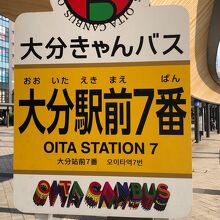 OITA CANBUS
大分きゃんバス
おお いた えき まえ ばん
大分駅前7番
OITA STATION 7
大分站前7番 오이타역7번
OITA CANBUS